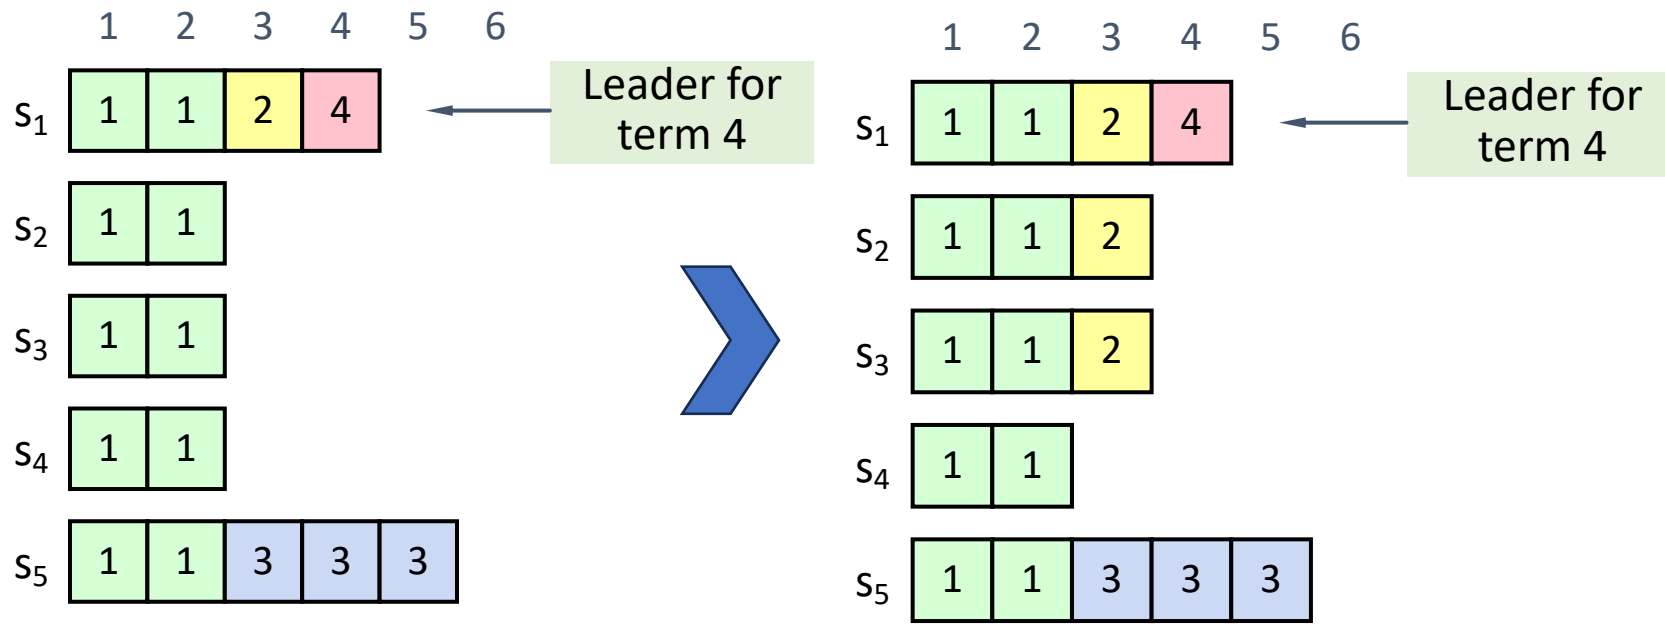 1 2 3 4 5 6
s1 1 1 2 4
Leader for
term 4
s2 1 1
s3 1 1
s4 1 1
s5 1 1 3 3 3
1 2 3 4 5 6
s1 1 1 2 4
Leader for
term 4
s2 1 1 2
s3 1 1 2
s4 1 1
s5 1 1 3 3 3